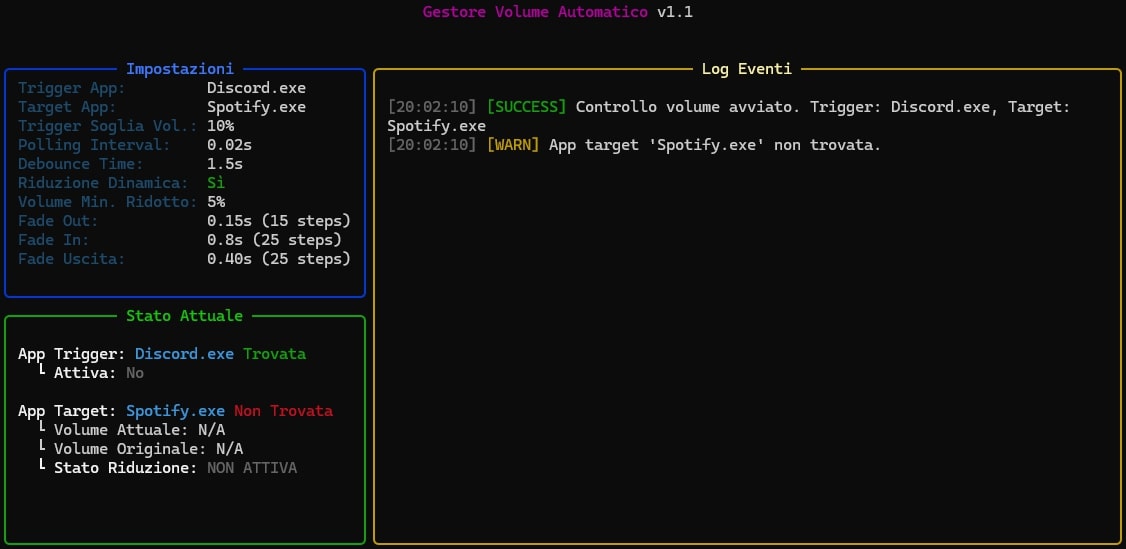 Gestore Volume Automatico v1.1
Impostazioni
Trigger App: Discord.exe
Target App: Spotify.exe
Trigger Soglia Vol.: 10%
Polling Interval: 0.02s
Debounce Time: 1.5s
Riduzione Dinamica: Sì
Volume Min. Ridotto: 5%
Fade Out: 0.15s (15 steps)
Fade In: 0.8s (25 steps)
Fade Uscita: 0.40s (25 steps)
Stato Attuale
App Trigger: Discord.exe Trovata
└ Attiva: No
App Target: Spotify.exe Non Trovata
└ Volume Attuale: N/A
└ Volume Originale: N/A
└ Stato Riduzione: NON ATTIVA
Log Eventi
[20:02:10] [SUCCESS] Controllo volume avviato. Trigger: Discord.exe, Target:
Spotify.exe
[20:02:10] [WARN] App target 'Spotify.exe' non trovata.